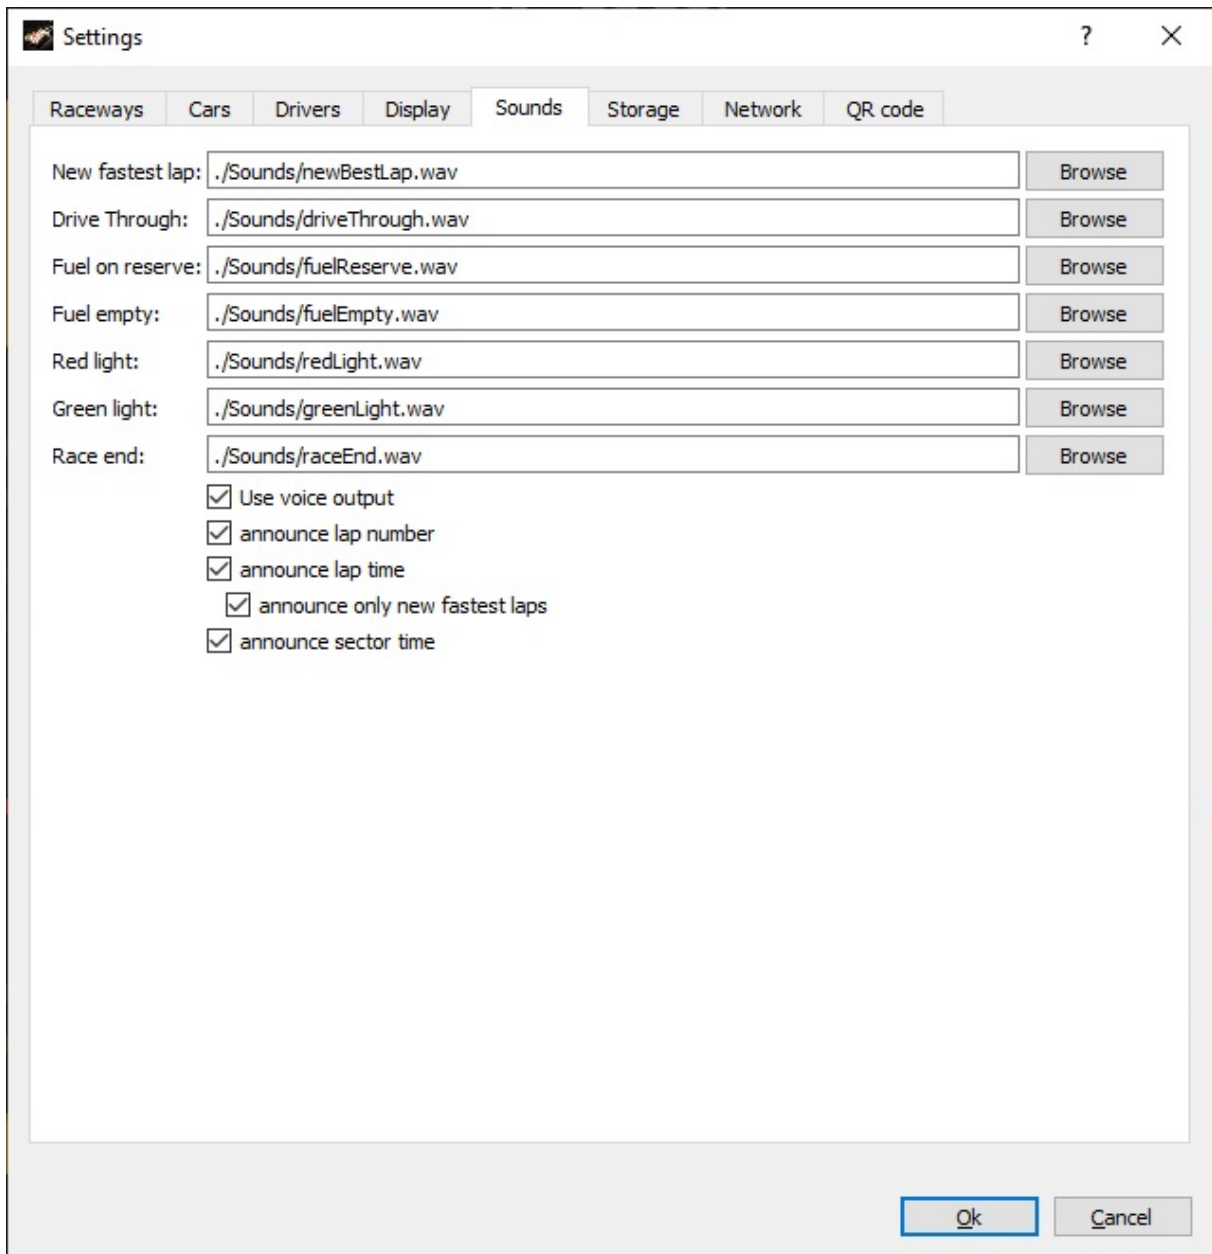 Settings
Raceways Cars Drivers Display Sounds Storage Network QR code
New fastest lap: ./Sounds/newBestLap.wav Browse
Drive Through: ./Sounds/driveThrough.wav Browse
Fuel on reserve: ./Sounds/fuelReserve.wav Browse
Fuel empty: ./Sounds/fuelEmpty.wav Browse
Red light: ./Sounds/redLight.wav Browse
Green light: ./Sounds/greenLight.wav Browse
Race end: ./Sounds/raceEnd.wav Browse
Use voice output
announce lap number
announce lap time
announce only new fastest laps
announce sector time
Ok Cancel